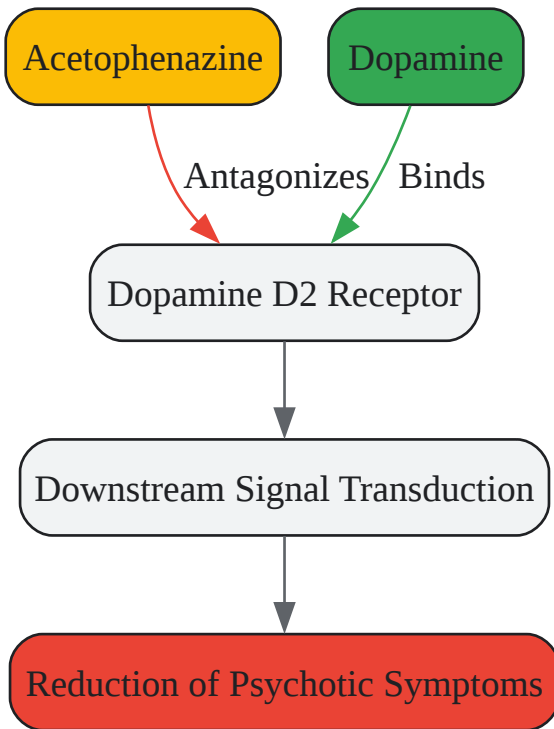 Acetophenazine
Dopamine
Antagonizes
Binds
Dopamine D2 Receptor
Downstream Signal Transduction
Reduction of Psychotic Symptoms